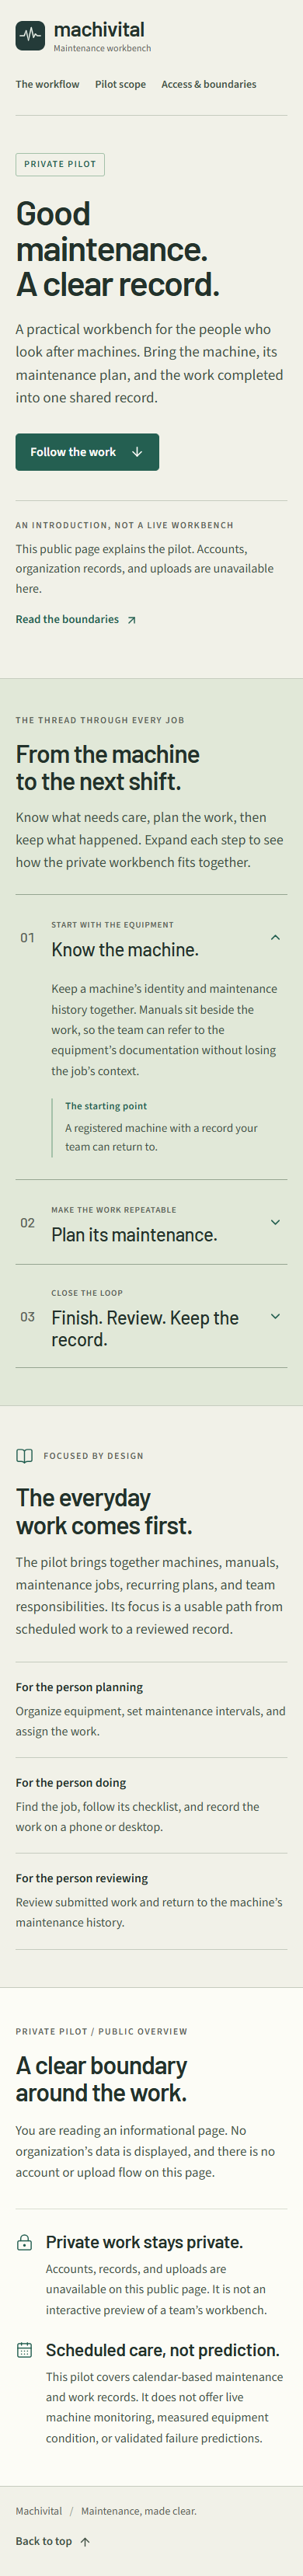 machivital
Maintenance workbench
The workflow Pilot scope Access & boundaries
PRIVATE PILOT
Good
maintenance.
A clear record.
A practical workbench for the people who
look after machines. Bring the machine, its
maintenance plan, and the work completed
into one shared record.
Follow the work
AN INTRODUCTION, NOT A LIVE WORKBENCH
This public page explains the pilot. Accounts,
organization records, and uploads are unavailable
here.
Read the boundaries
THE THREAD THROUGH EVERY JOB
From the machine
to the next shift.
Know what needs care, plan the work, then
keep what happened. Expand each step to see
how the private workbench fits together.
01
START WITH THE EQUIPMENT
Know the machine.
Keep a machine’s identity and maintenance
history together. Manuals sit beside the
work, so the team can refer to the
equipment’s documentation without losing
the job’s context.
The starting point
A registered machine with a record your
team can return to.
02
MAKE THE WORK REPEATABLE
Plan its maintenance.
03
CLOSE THE LOOP
Finish. Review. Keep the
record.
FOCUSED BY DESIGN
The everyday
work comes first.
The pilot brings together machines, manuals,
maintenance jobs, recurring plans, and team
responsibilities. Its focus is a usable path from
scheduled work to a reviewed record.
For the person planning
Organize equipment, set maintenance intervals, and
assign the work.
For the person doing
Find the job, follow its checklist, and record the
work on a phone or desktop.
For the person reviewing
Review submitted work and return to the machine’s
maintenance history.
PRIVATE PILOT / PUBLIC OVERVIEW
A clear boundary
around the work.
You are reading an informational page. No
organization’s data is displayed, and there is no
account or upload flow on this page.
Private work stays private.
Accounts, records, and uploads are
unavailable on this public page. It is not an
interactive preview of a team’s workbench.
Scheduled care, not prediction.
This pilot covers calendar-based maintenance
and work records. It does not offer live
machine monitoring, measured equipment
condition, or validated failure predictions.
Machivital / Maintenance, made clear.
Back to top